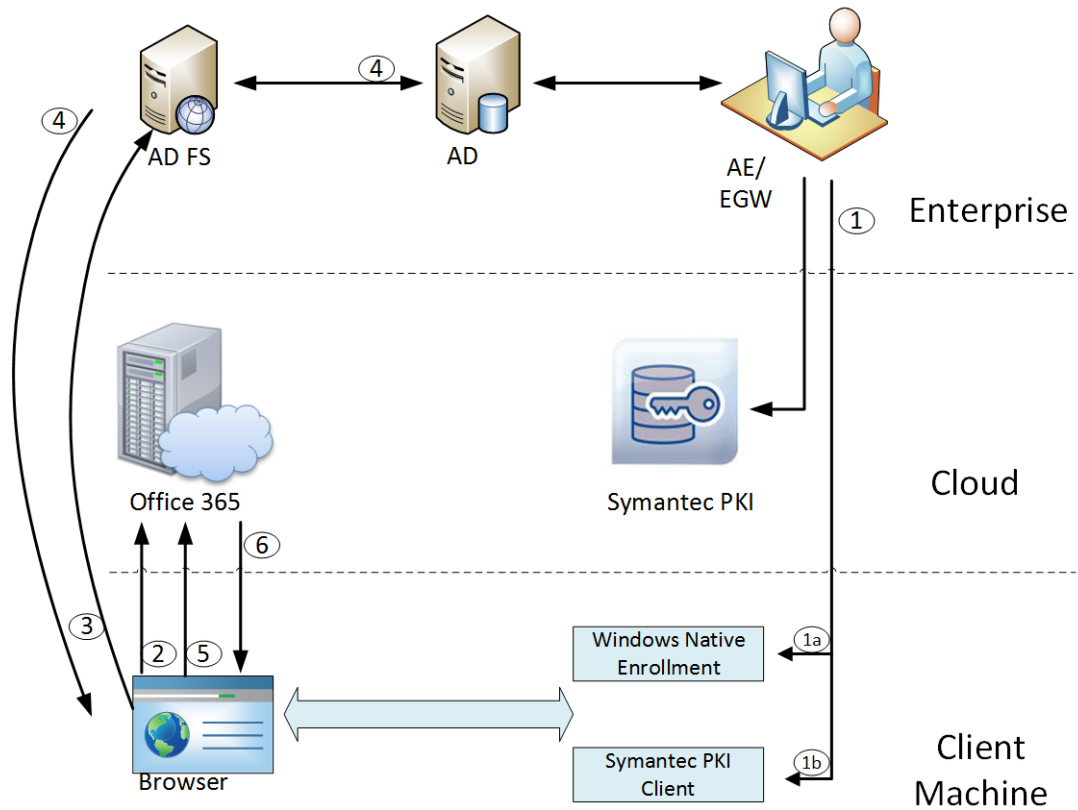 4
4
AD FS
AD
AE/
EGW
1
Enterprise
Office 365
Symantec PKI
Cloud
6
3
2
5
Windows Native
Enrollment
1a
Browser
Symantec PKI
Client
1b
Client
Machine